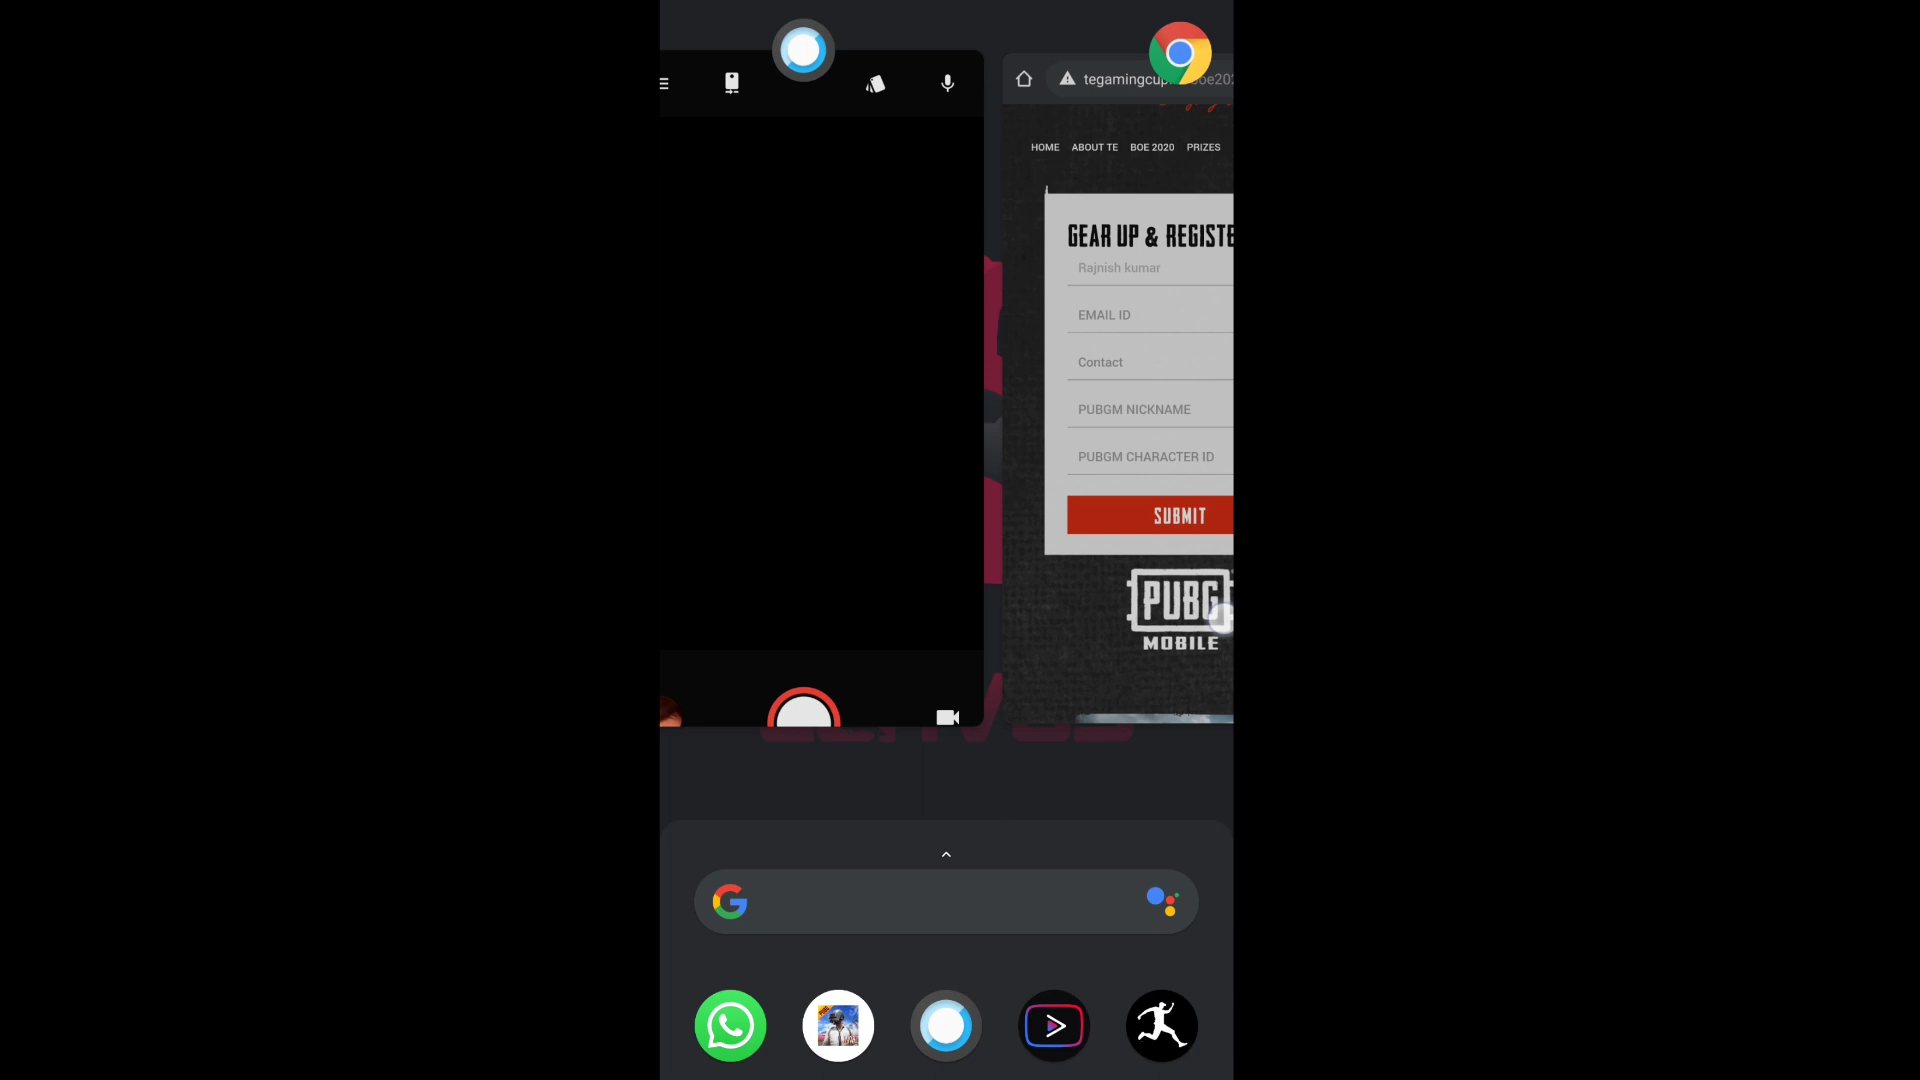 tegamingcup
HOME ABOUT TE BOE 2020 PRIZES
GEAR UP & REGISTE
Rajnish kumar
EMAIL ID
Contact
PUBGM NICKNAME
PUBGM CHARACTER ID
SUBMIT
PUBG
MOBILE